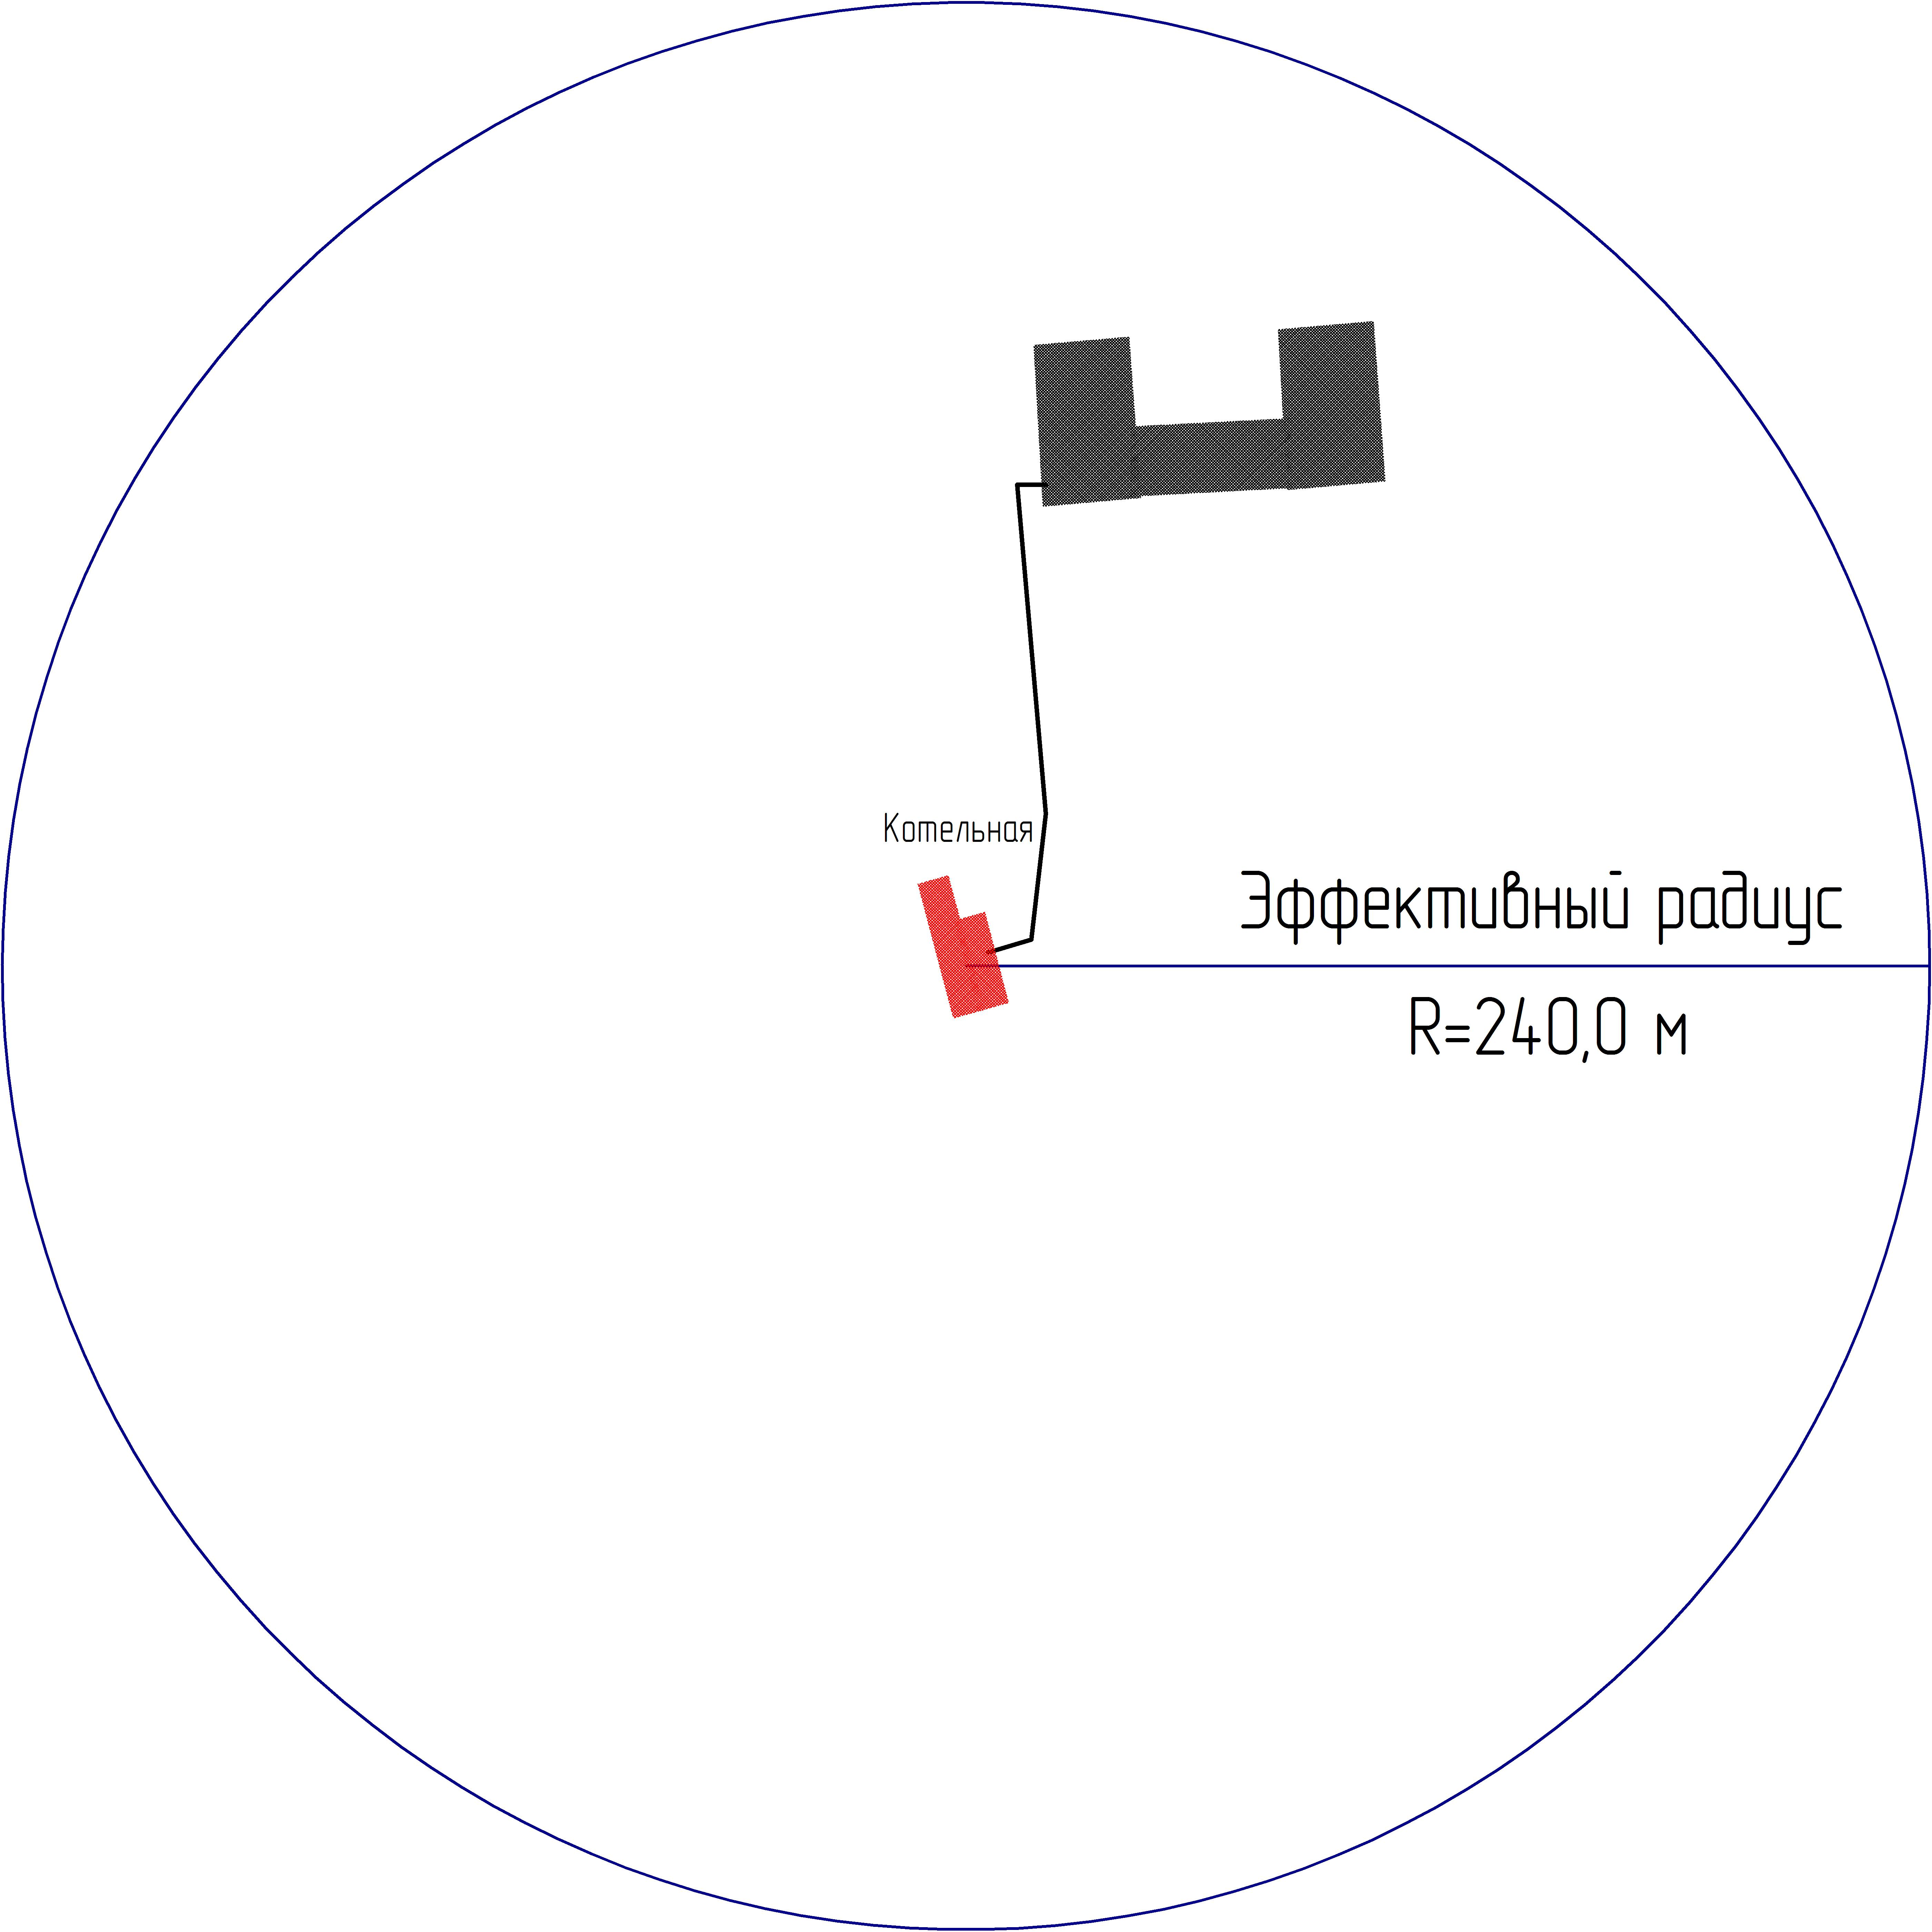 Котельная
Эффективный радиус
R=240,0 м